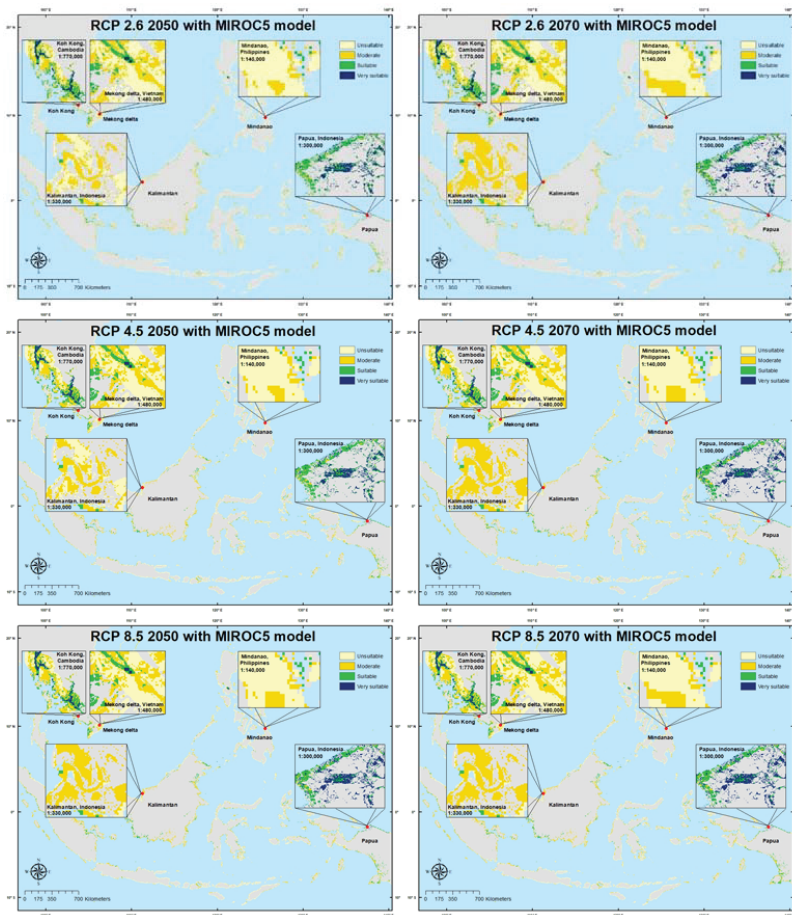 RCP 2.6 2050 with MIROC5 model
Koh Kong,
Cambodia
1:770,000
Mindanao,
Philippines
1:140,000
Unsuitable
Moderate
Suitable
Very suitable
Mekong delta, Vietnam
1:480,000
Koh Kong
Mekong delta
Mindanao
Papua, Indonesia
1:300,000
Kalimantan, Indonesia
1:330,000
Kalimantan
Papua
0 175 350 700 Kilometers
RCP 2.6 2070 with MIROC5 model
Koh Kong,
Cambodia
1:770,000
Mindanao,
Philippines
1:140,000
Unsuitable
Moderate
Suitable
Very suitable
Mekong delta, Vietnam
1:480,000
Koh Kong
Mekong delta
Mindanao
Papua, Indonesia
1:300,000
Kalimantan, Indonesia
1:330,000
Kalimantan
Papua
0 175 350 700 Kilometers
RCP 4.5 2050 with MIROC5 model
Koh Kong,
Cambodia
1:770,000
Mindanao,
Philippines
1:140,000
Unsuitable
Moderate
Suitable
Very suitable
Mekong delta, Vietnam
1:480,000
Koh Kong
Mekong delta
Mindanao
Papua, Indonesia
1:300,000
Kalimantan, Indonesia
1:330,000
Kalimantan
Papua
0 175 350 700 Kilometers
RCP 4.5 2070 with MIROC5 model
Koh Kong,
Cambodia
1:770,000
Mindanao,
Philippines
1:140,000
Unsuitable
Moderate
Suitable
Very suitable
Mekong delta, Vietnam
1:480,000
Koh Kong
Mekong delta
Mindanao
Papua, Indonesia
1:300,000
Kalimantan, Indonesia
1:330,000
Kalimantan
Papua
0 175 350 700 Kilometers
RCP 8.5 2050 with MIROC5 model
Koh Kong,
Cambodia
1:770,000
Mindanao,
Philippines
1:140,000
Unsuitable
Moderate
Suitable
Very suitable
Mekong delta, Vietnam
1:480,000
Koh Kong
Mekong delta
Mindanao
Papua, Indonesia
1:300,000
Kalimantan, Indonesia
1:330,000
Kalimantan
Papua
0 175 350 700 Kilometers
RCP 8.5 2070 with MIROC5 model
Koh Kong,
Cambodia
1:770,000
Mindanao,
Philippines
1:140,000
Unsuitable
Moderate
Suitable
Very suitable
Mekong delta, Vietnam
1:480,000
Koh Kong
Mekong delta
Mindanao
Papua, Indonesia
1:300,000
Kalimantan, Indonesia
1:330,000
Kalimantan
Papua
0 175 350 700 Kilometers